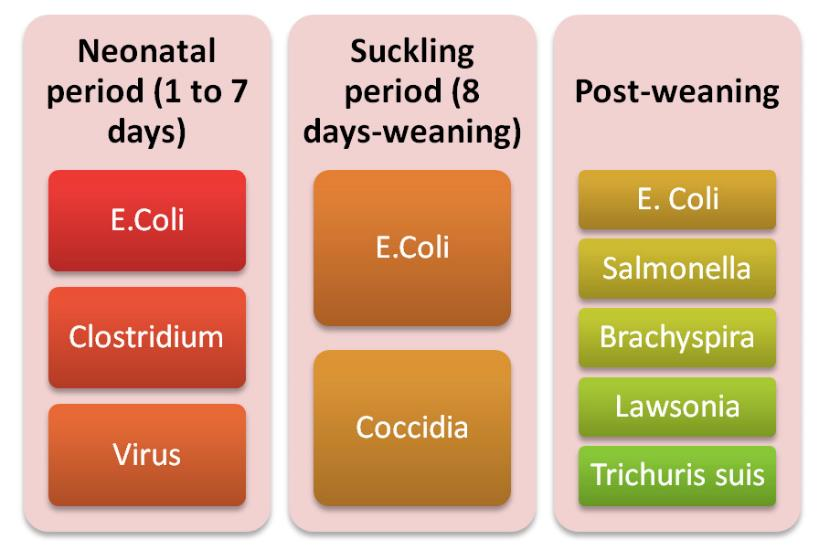 Neonatal
period (1 to 7
days)
E.Coli
Clostridium
Virus
Suckling
period (8
days-weaning)
E.Coli
Coccidia
Post-weaning
E. Coli
Salmonella
Brachyspira
Lawsonia
Trichuris suis